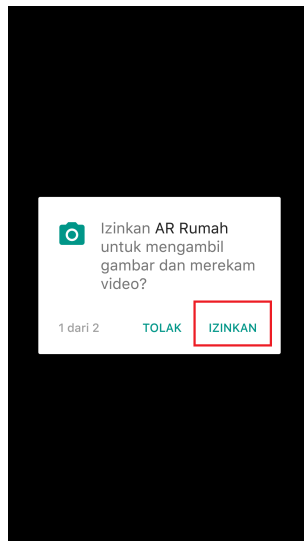 Izinkan AR Rumah
untuk mengambil
gambar dan merekam
video?
1 dari 2 TOLAK IZINKAN